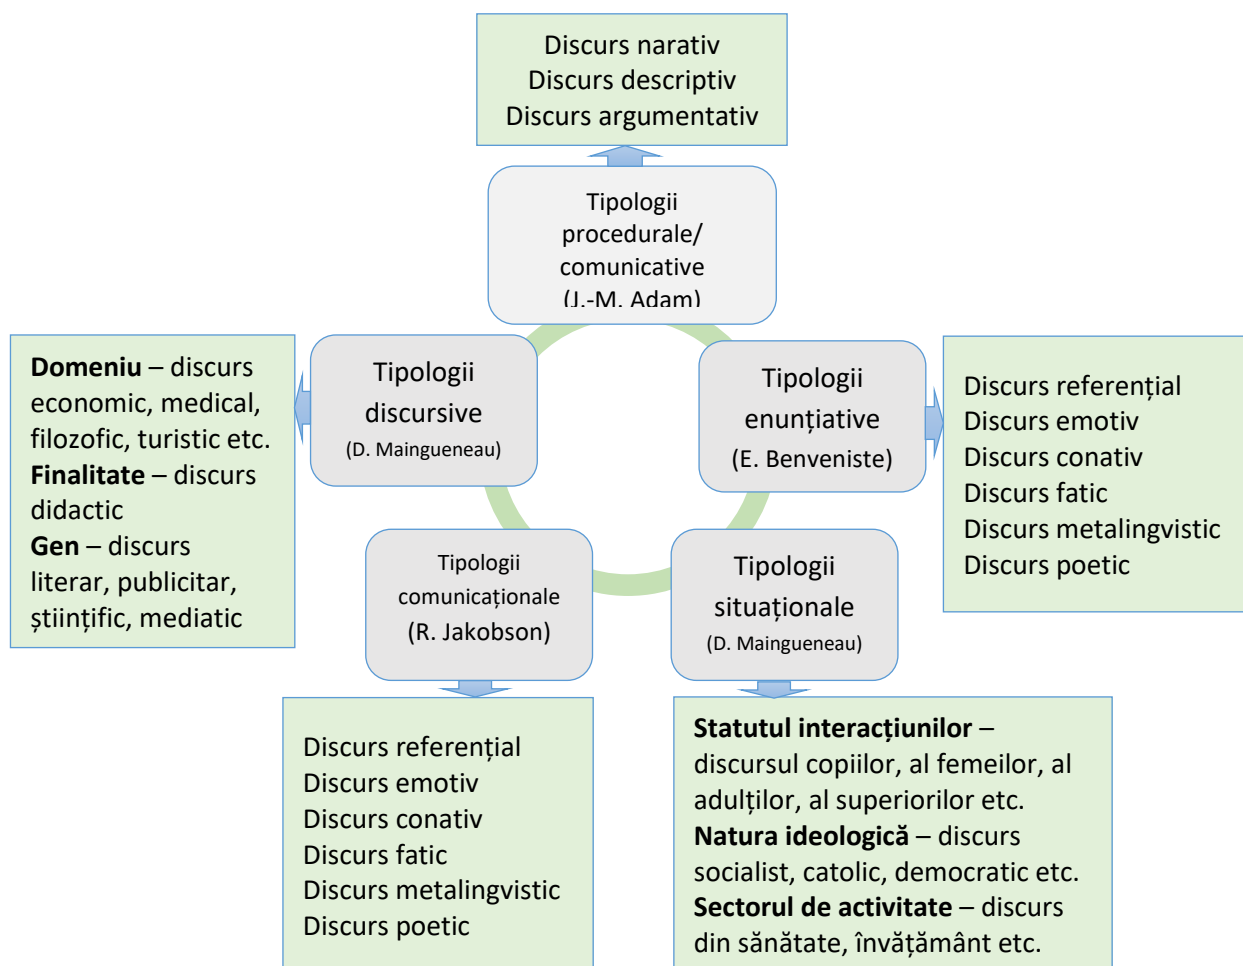 Discurs narativ
Discurs descriptiv
Discurs argumentativ
Tipologii
procedurale/
comunicative
(J.-M. Adam)
Domeniu – discurs
economic, medical,
filozofic, turistic etc.
Finalitate – discurs
didactic
Gen – discurs
literar, publicitar,
științific, mediatic
Tipologii
discursive
(D. Maingueneau)
Tipologii
enunțiative
(E. Benveniste)
Discurs referențial
Discurs emotiv
Discurs conativ
Discurs fatic
Discurs metalingvistic
Discurs poetic
Tipologii
comunicaționale
(R. Jakobson)
Tipologii
situaționale
(D. Maingueneau)
Discurs referențial
Discurs emotiv
Discurs conativ
Discurs fatic
Discurs metalingvistic
Discurs poetic
Statutul interacțiunilor –
discursul copiilor, al femeilor, al
adulților, al superiorilor etc.
Natura ideologică – discurs
socialist, catolic, democratic etc.
Sectorul de activitate – discurs
din sănătate, învățământ etc.